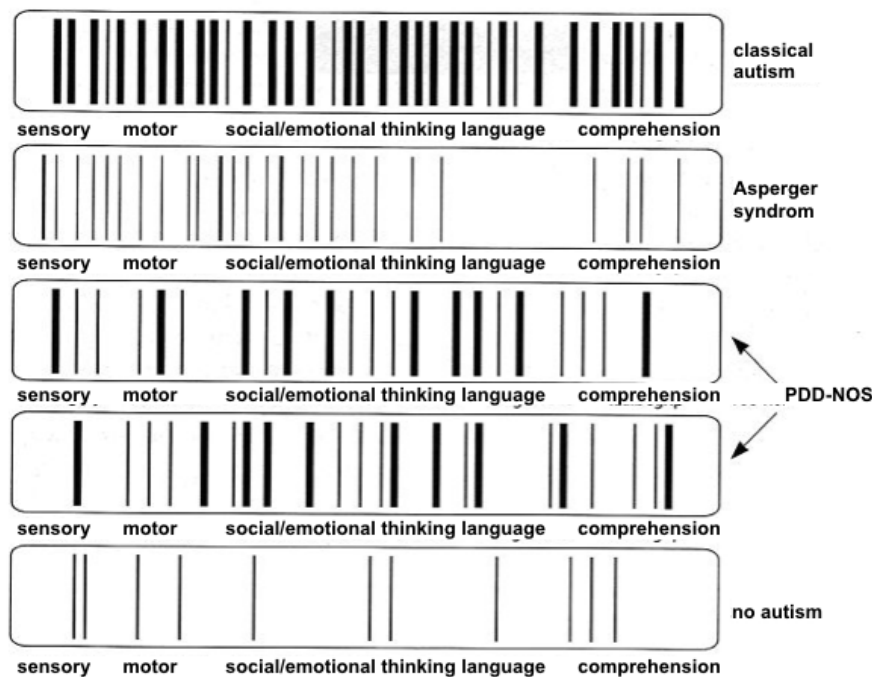 classical
autism
sensory motor social/emotional thinking language comprehension
Asperger
syndrom
sensory motor social/emotional thinking language comprehension
sensory motor social/emotional thinking language comprehension
PDD-NOS
sensory motor social/emotional thinking language comprehension
no autism
sensory motor social/emotional thinking language comprehension